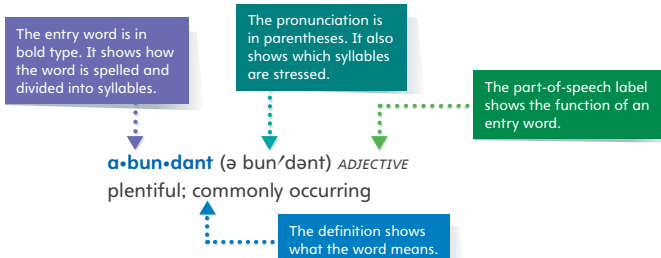 The entry word is in
bold type. It shows how
the word is spelled and
divided into syllables.
The pronunciation is
in parentheses. It also
shows which syllables
are stressed.
The part-of-speech label
shows the function of an
entry word.
a•bun•dant (ə bun′dənt) ADJECTIVE
plentiful; commonly occurring
The definition shows
what the word means.